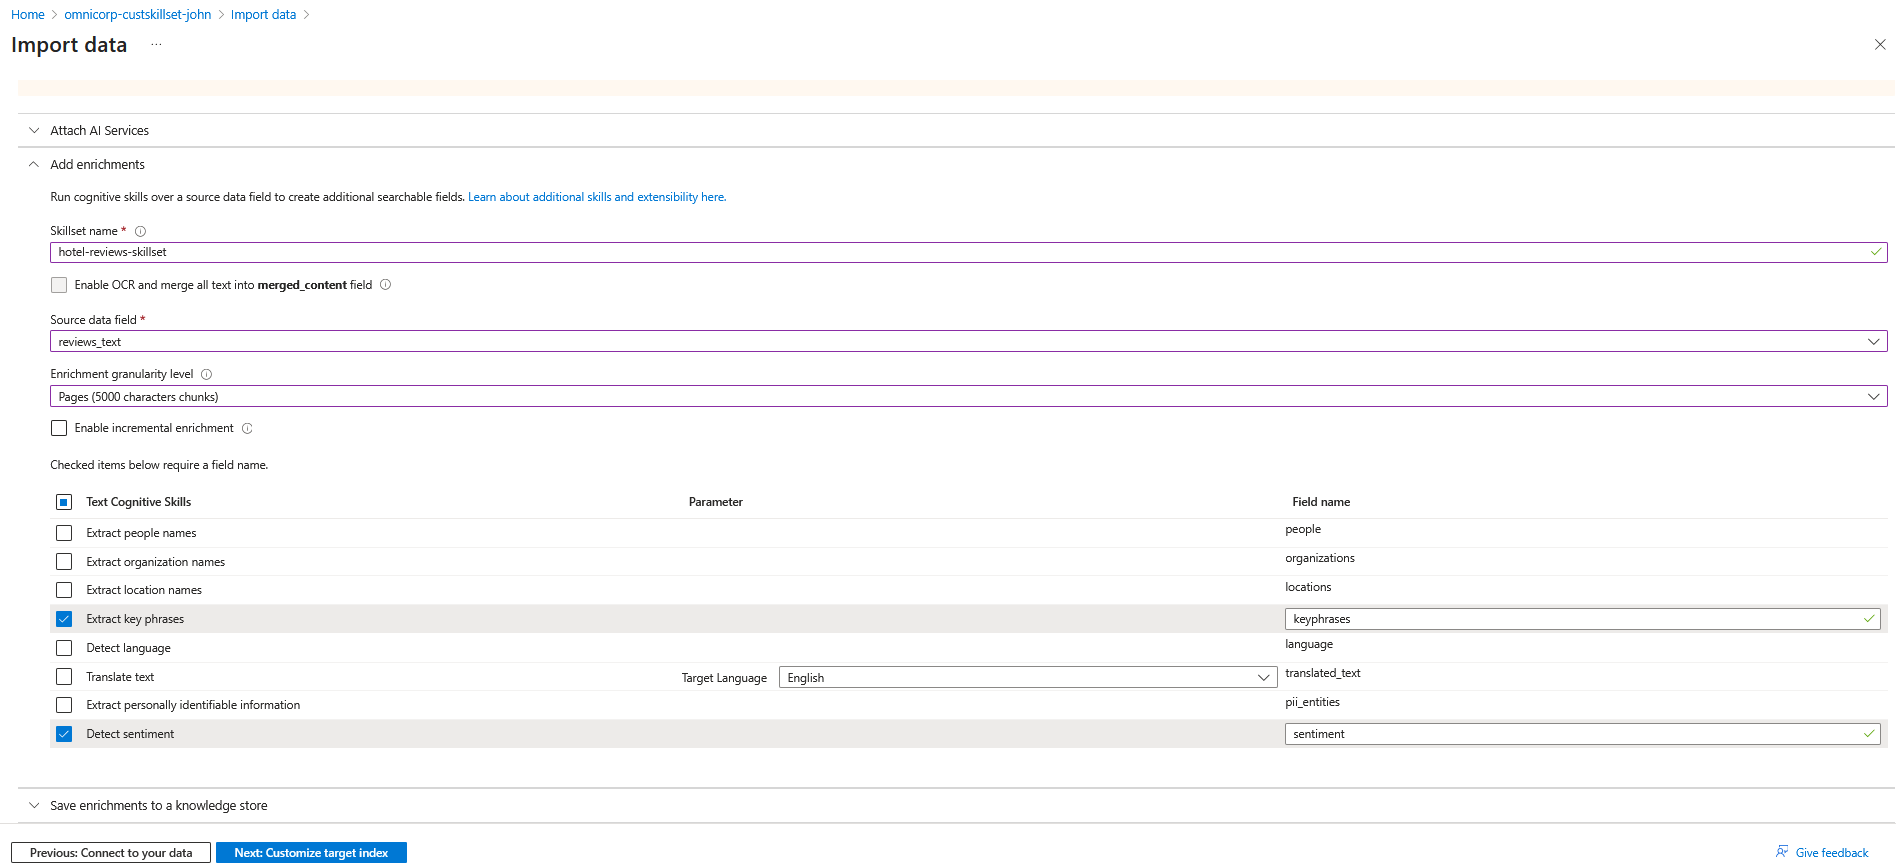 Home > omnicorp-custskillset-john > Import data >
Import data ...
Attach AI Services
Add enrichments
Run cognitive skills over a source data field to create additional searchable fields. Learn about additional skills and extensibility here.
Skillset name *
hotel-reviews-skillset
Enable OCR and merge all text into merged_content field
Source data field *
reviews_text
Enrichment granularity level
Pages (5000 characters chunks)
Enable incremental enrichment
Checked items below require a field name.
Text Cognitive Skills Parameter Field name
Extract people names people
Extract organization names organizations
Extract location names locations
Extract key phrases keyphrases
Detect language language
Translate text Target Language English translated_text
Extract personally identifiable information pii_entities
Detect sentiment sentiment
Save enrichments to a knowledge store
Previous: Connect to your data Next: Customize target index Give feedback